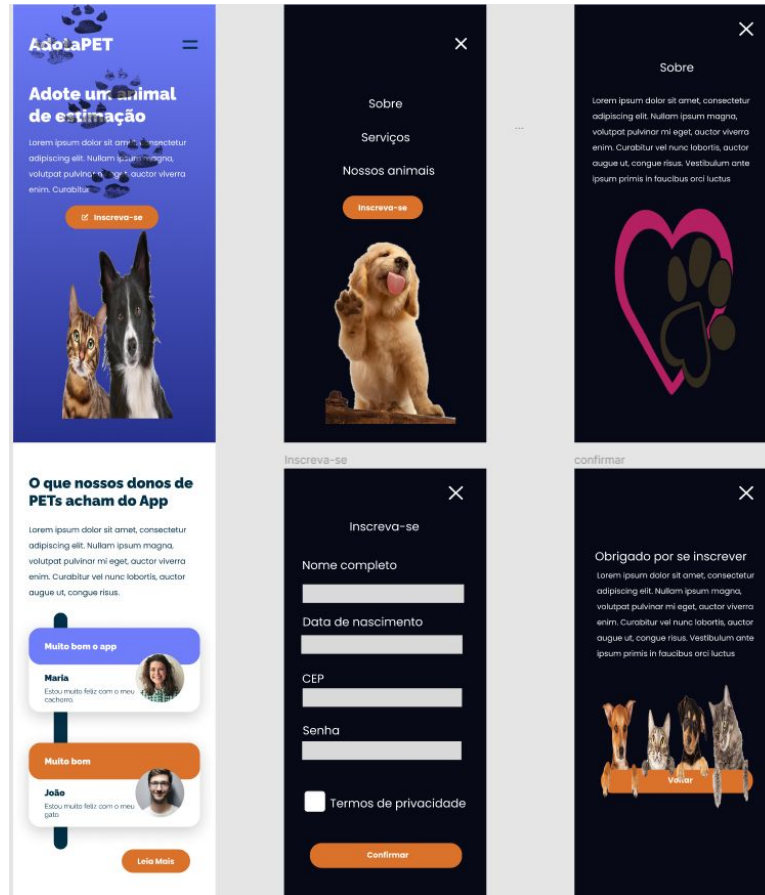 AdotaPET
Adote um animal
de estimação
Lorem ipsum dolor sit amet, consectetur
adipiscing elit. Nullam ipsum magna,
volutpat pulvinar mi eget, auctor viverra
enim. Curabitur
Inscreva-se
O que nossos donos de
PETs acham do App
Lorem ipsum dolor sit amet, consectetur
adipiscing elit. Nullam ipsum magna,
volutpat pulvinar mi eget, auctor viverra
enim. Curabitur vel nunc lobortis, auctor
augue ut, congue risus.
Muito bom o app
Maria
Estou muito feliz com o meu
cachorro.
Muito bom
João
Estou muito feliz com o meu
gato.
Leia Mais
Sobre
Serviços
Nossos animais
Inscreva-se
...
Inscreva-se
Inscreva-se
Nome completo
Data de nascimento
CEP
Senha
Termos de privacidade
Confirmar
Sobre
Lorem ipsum dolor sit amet, consectetur
adipiscing elit. Nullam ipsum magna,
volutpat pulvinar mi eget, auctor viverra
enim. Curabitur vel nunc lobortis, auctor
augue ut, congue risus. Vestibulum ante
ipsum primis in faucibus orci luctus
confirmar
Obrigado por se inscrever
Lorem ipsum dolor sit amet, consectetur
adipiscing elit. Nullam ipsum magna,
volutpat pulvinar mi eget, auctor viverra
enim. Curabitur vel nunc lobortis, auctor
augue ut, congue risus. Vestibulum ante
ipsum primis in faucibus orci luctus
Voltar